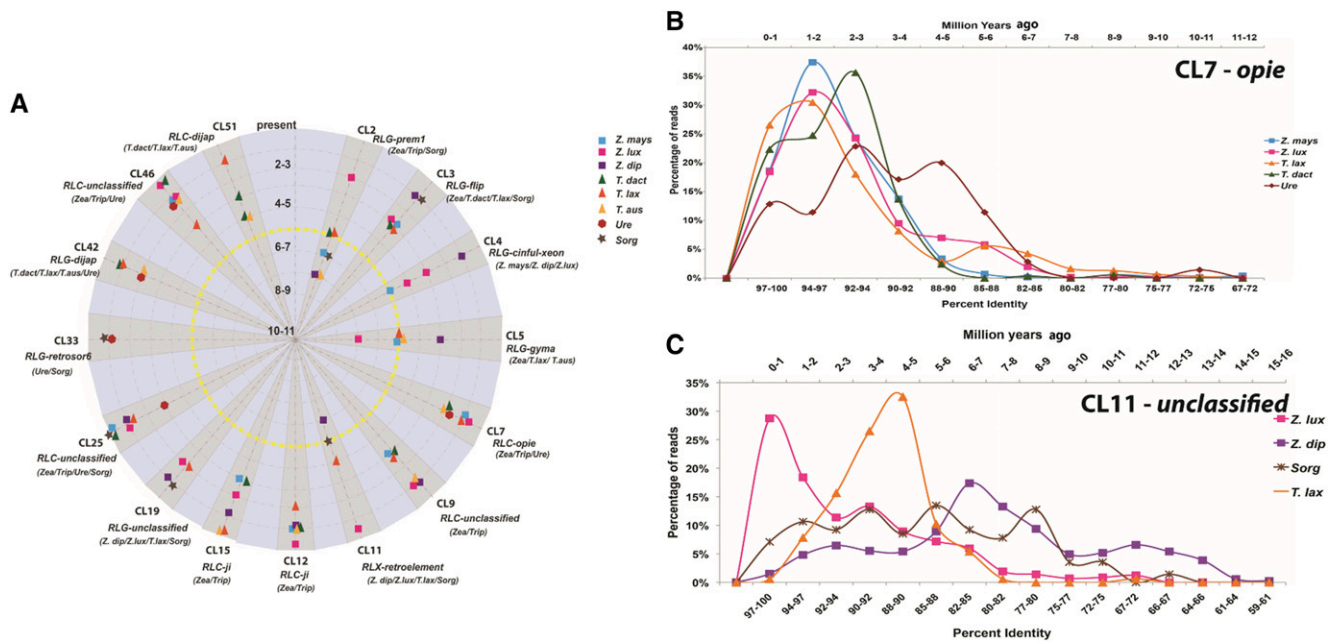 A
present
2-3
4-5
6-7
8-9
10-11
CL2
RLG-prem1
(Zea/Trip/Sorg)
CL3
RLG-flip
(Zea/T.dact/T.lax/Sorg)
CL4
RLG-cinful-xeon
(Z. mays/Z. dip/Z.lux)
CL5
RLG-gyma
(Zea/T.lax/ T.aus)
CL7
RLC-opie
(Zea/Trip/Ure)
CL9
RLC-unclassified
(Zea/Trip)
CL11
RLX-retroelement
(Z. dip/Z.lux/T.lax/Sorg)
CL12
RLC-ji
(Zea/Trip)
CL15
RLC-ji
(Zea/Trip)
CL19
RLG-unclassified
(Z. dip/Z.lux/T.lax/Sorg)
CL25
RLC-unclassified
(Zea/Trip/Ure/Sorg)
CL33
RLG-retrosor6
(Ure/Sorg)
CL42
RLG-dijap
(T.dact/T.lax/T.aus/Ure)
CL46
RLC-unclassified
(Zea/Trip/Ure)
CL51
RLC-dijap
(T.dact/T.lax/T.aus)
Z. mays
Z. lux
Z. dip
T. dact
T. lax
T. aus
Ure
Sorg
B
Million Years ago
0-1 1-2 2-3 3-4 4-5 5-6 6-7 7-8 8-9 9-10 10-11 11-12
CL7 - opie
40%
35%
30%
25%
20%
15%
10%
5%
0%
Percentage of reads
Z. mays
Z. lux
T. lax
T. dact
Ure
97-100 94-97 92-94 90-92 88-90 85-88 82-85 80-82 77-80 75-77 72-75 67-72
Percent Identity
C
Million years ago
0-1 1-2 2-3 3-4 4-5 5-6 6-7 7-8 8-9 9-10 10-11 11-12 12-13 13-14 14-15 15-16
CL11 - unclassified
35%
30%
25%
20%
15%
10%
5%
0%
Percentage of reads
Z. lux
Z. dip
Sorg
T. lax
97-100 94-97 92-94 90-92 88-90 85-88 82-85 80-82 77-80 75-77 72-75 67-72 66-67 64-66 61-64 59-61
Percent Identity